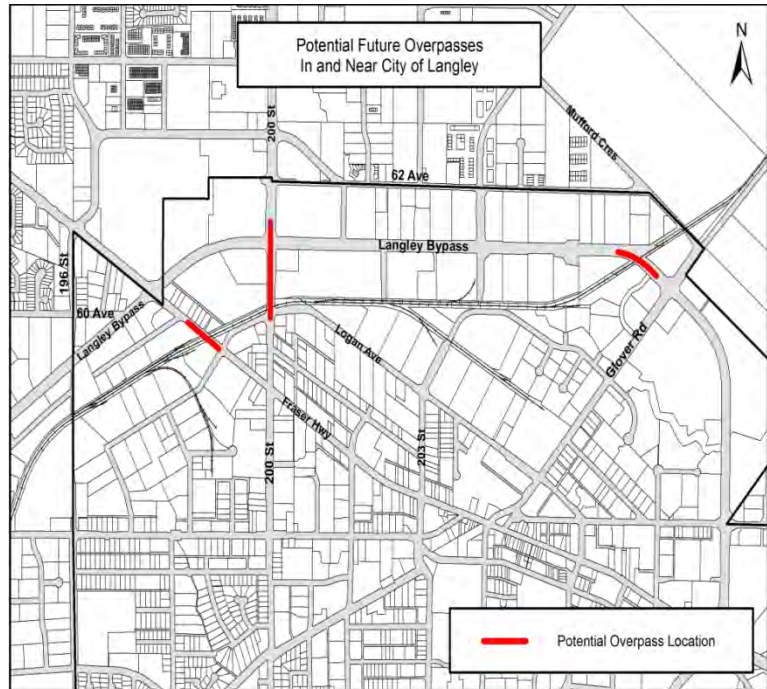 Potential Future Overpasses
In and Near City of Langley
N
200 St
Mufford Cres
62 Ave
Langley Bypass
196 St
60 Ave
Langley Bypass
Logan Ave
Glover Rd
Fraser Hwy
203 St
200 St
Potential Overpass Location